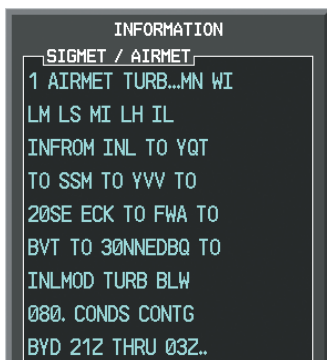 INFORMATION
SIGMET / AIRMET
1 AIRMET TURB...MN WI
LM LS MI LH IL
INFROM INL TO YQT
TO SSM TO YVV TO
20SE ECK TO FWA TO
BVT TO 30NNEDBQ TO
INLMOD TURB BLW
080. CONDS CONTG
BYD 21Z THRU 03Z..